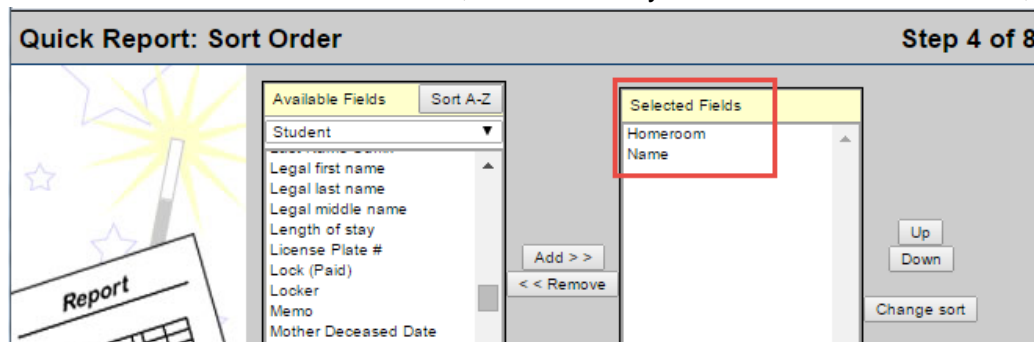 Quick Report: Sort Order
Step 4 of 8
Available Fields
Sort A-Z
Student
Legal first name
Legal last name
Legal middle name
Length of stay
License Plate #
Lock (Paid)
Locker
Memo
Mother Deceased Date
Add > >
< < Remove
Selected Fields
Homeroom
Name
Up
Down
Change sort
Report